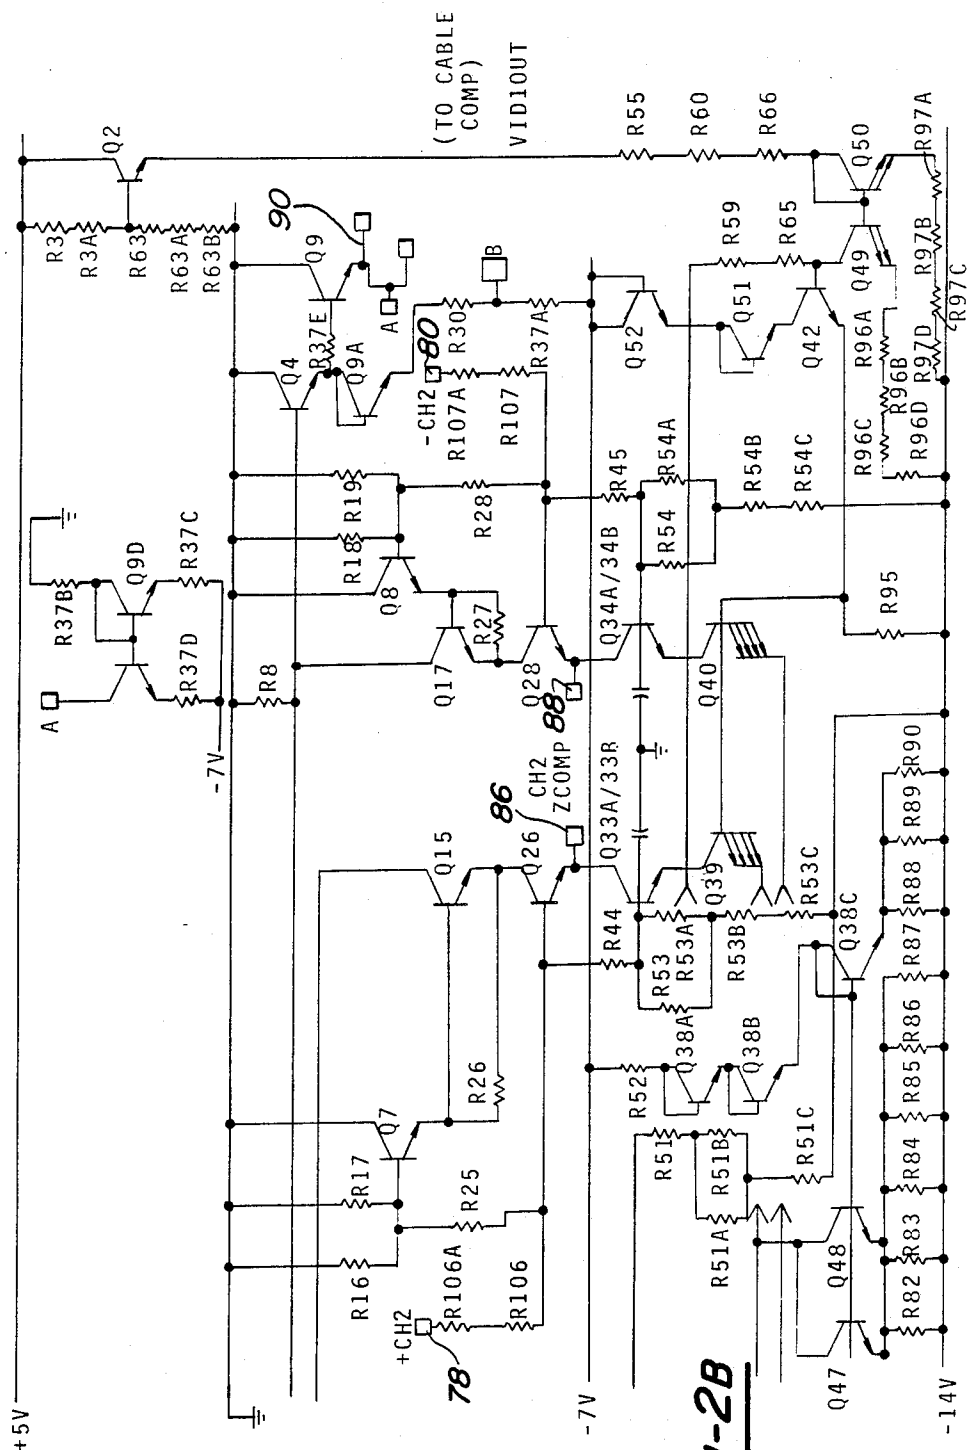 +5V
R3
R3A
R63
R63A
R63B
Q2
(TO CABLE
COMP)
VID1OUT
R37B
Q9D
R37C
A
R37D
-7V
R8
90
Q9
R37E
Q4
Q9A
A
B
80
-CH2
R30
R37A
R107A
R107
R19
R18
Q8
R28
Q17
R27
Q28
88
Q15
Q26
86
CH2
ZCOMP
Q7
R17
R16
R26
R25
R106A
R106
+CH2
78
-7V
R55
R60
R66
Q50
R97A
R59
R65
Q49
R97B
R97C
R97D
Q52
Q51
Q42
R96A
R96B
R96C
R96D
R45
R54A
R54
R54B
R54C
Q34A/34B
Q40
R95
Q33A/33B
Q39
R44
R53
R53A
R53B
R53C
Q38A
Q38B
Q38C
R52
R51
R51B
R51A
R51C
Q48
Q47
R82
R83
R84
R85
R86
R87
R88
R89
R90
-14V
-2B